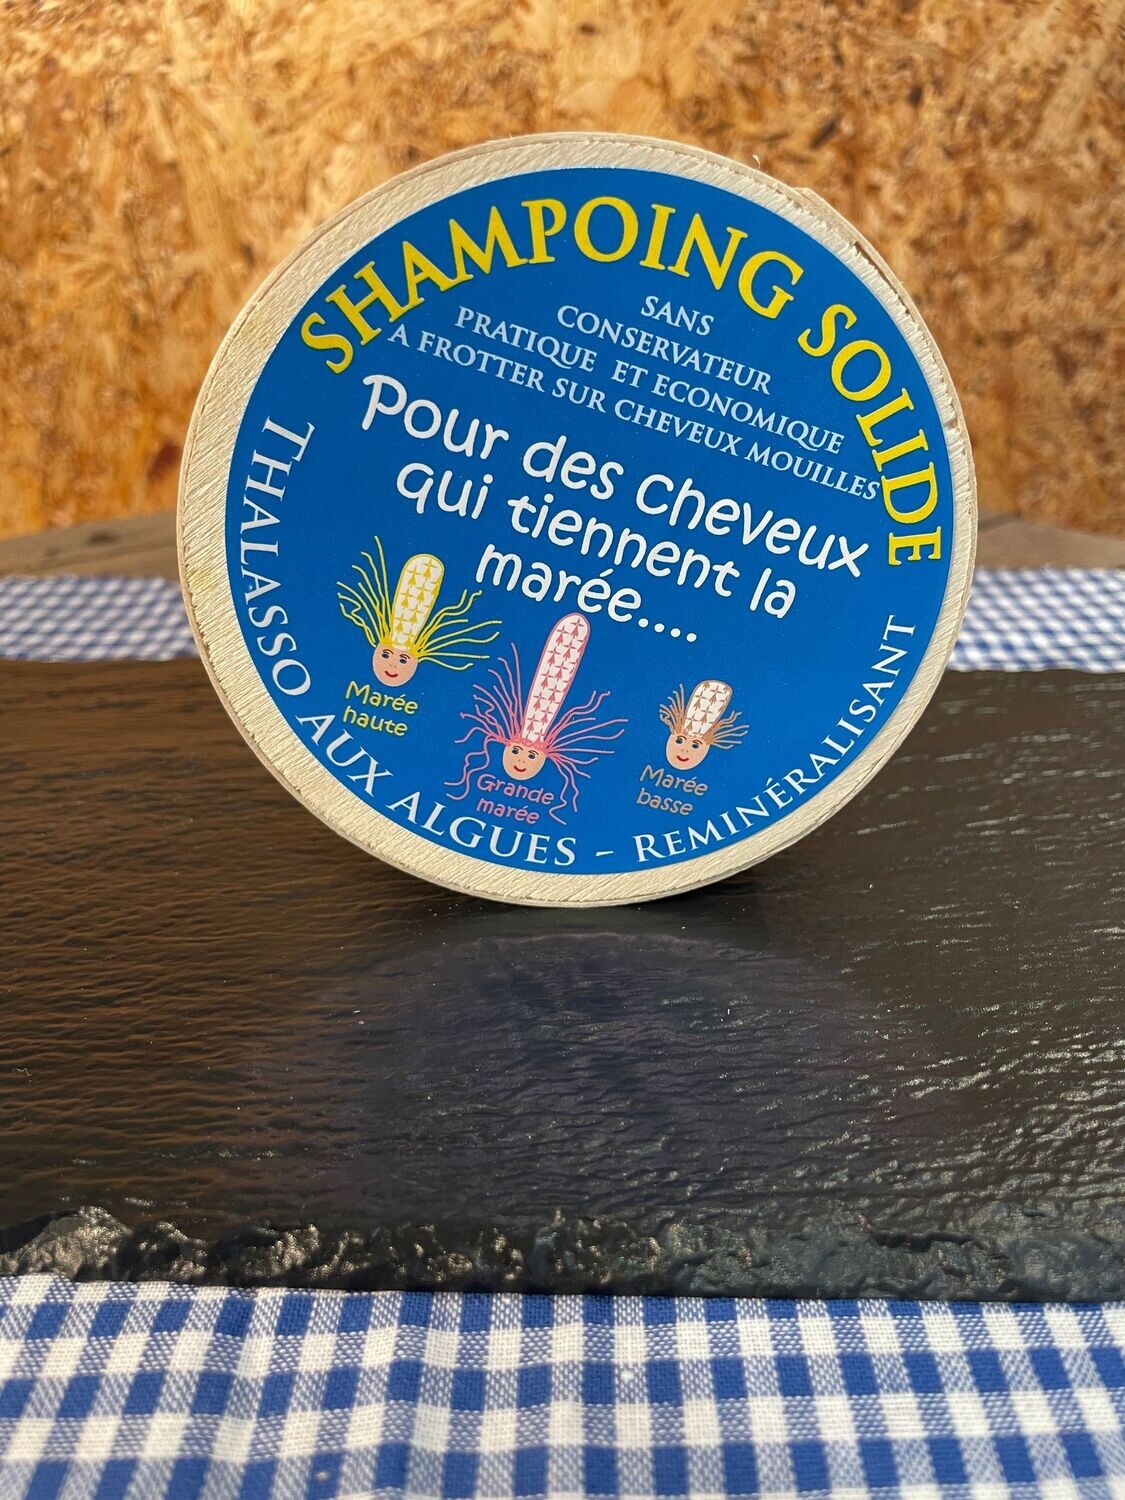 SHAMPOING SOLIDE
SANS
CONSERVATEUR
PRATIQUE ET ECONOMIQUE
A FROTTER SUR CHEVEUX MOUILLES
Pour des cheveux
qui tiennent la
marée....
Marée
haute
Grande
marée
Marée
basse
THALASSO AUX ALGUES - REMINÉRALISANT